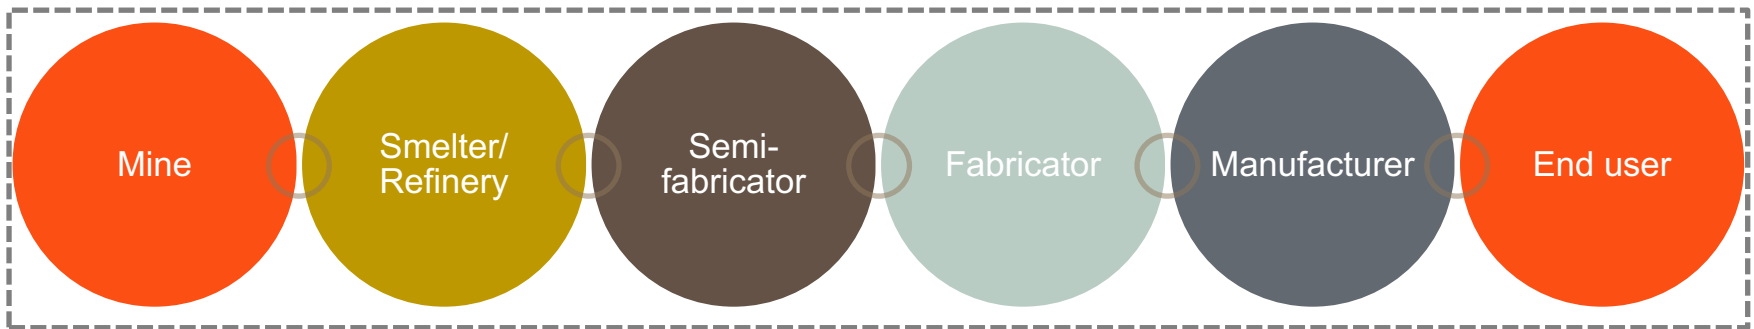 Mine
Smelter/
Refinery
Semi-
fabricator
Fabricator
Manufacturer
End user